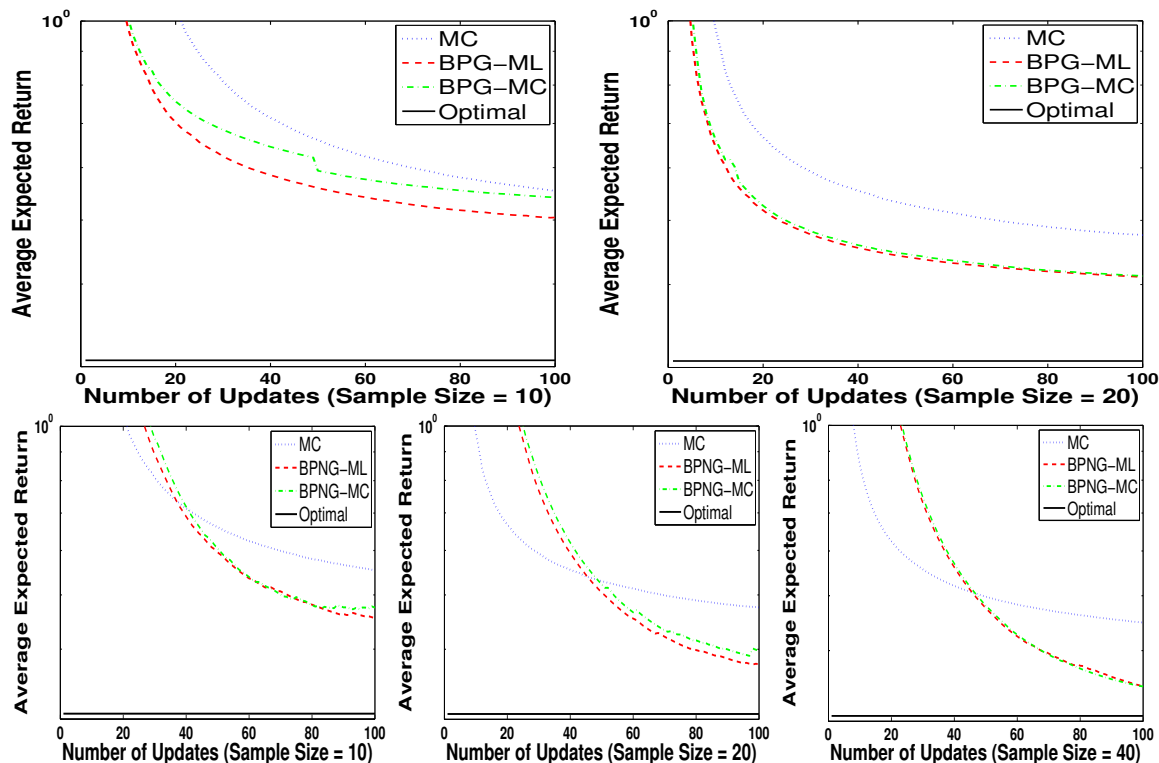 10⁰
Average Expected Return
MC
BPG-ML
BPG-MC
Optimal
0 20 40 60 80 100
Number of Updates (Sample Size = 10)
10⁰
Average Expected Return
MC
BPG-ML
BPG-MC
Optimal
0 20 40 60 80 100
Number of Updates (Sample Size = 20)
10⁰
Average Expected Return
MC
BPNG-ML
BPNG-MC
Optimal
0 20 40 60 80 100
Number of Updates (Sample Size = 10)
10⁰
Average Expected Return
MC
BPNG-ML
BPNG-MC
Optimal
0 20 40 60 80 100
Number of Updates (Sample Size = 20)
10⁰
Average Expected Return
MC
BPNG-ML
BPNG-MC
Optimal
0 20 40 60 80 100
Number of Updates (Sample Size = 40)